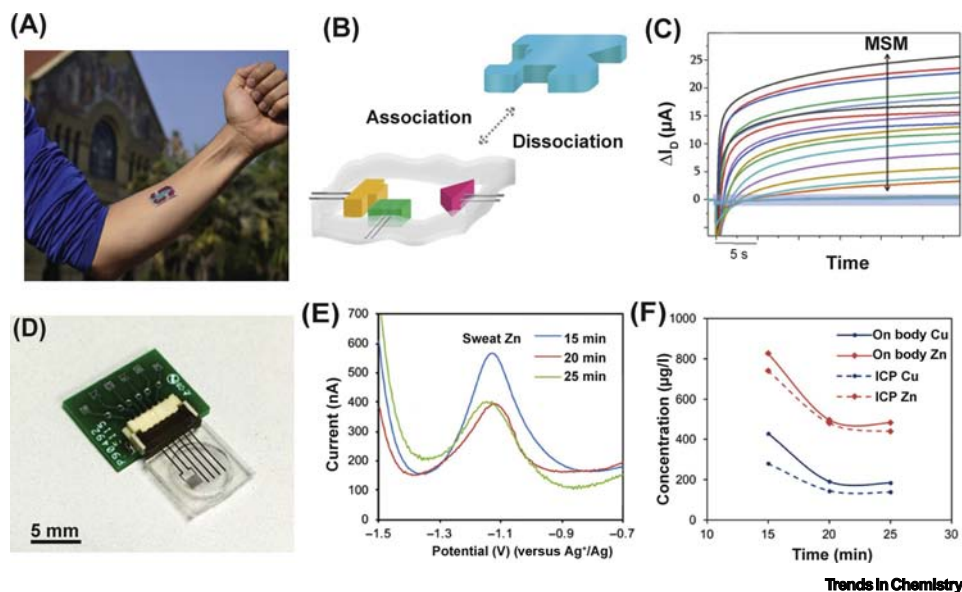 (A)
(B)
Association
Dissociation
(C)
MSM
25
20
15
10
5
0
ΔI_D (μA)
5 s
Time
(D)
5 mm
(E)
700
600
500
400
300
200
100
0
Current (nA)
Sweat Zn
15 min
20 min
25 min
–1.5
–1.3
–1.1
–0.9
–0.7
Potential (V) (versus Ag⁺/Ag)
(F)
1000
800
600
400
200
0
Concentration (μg/l)
On body Cu
On body Zn
ICP Cu
ICP Zn
10
15
20
25
30
Time (min)
Trends in Chemistry